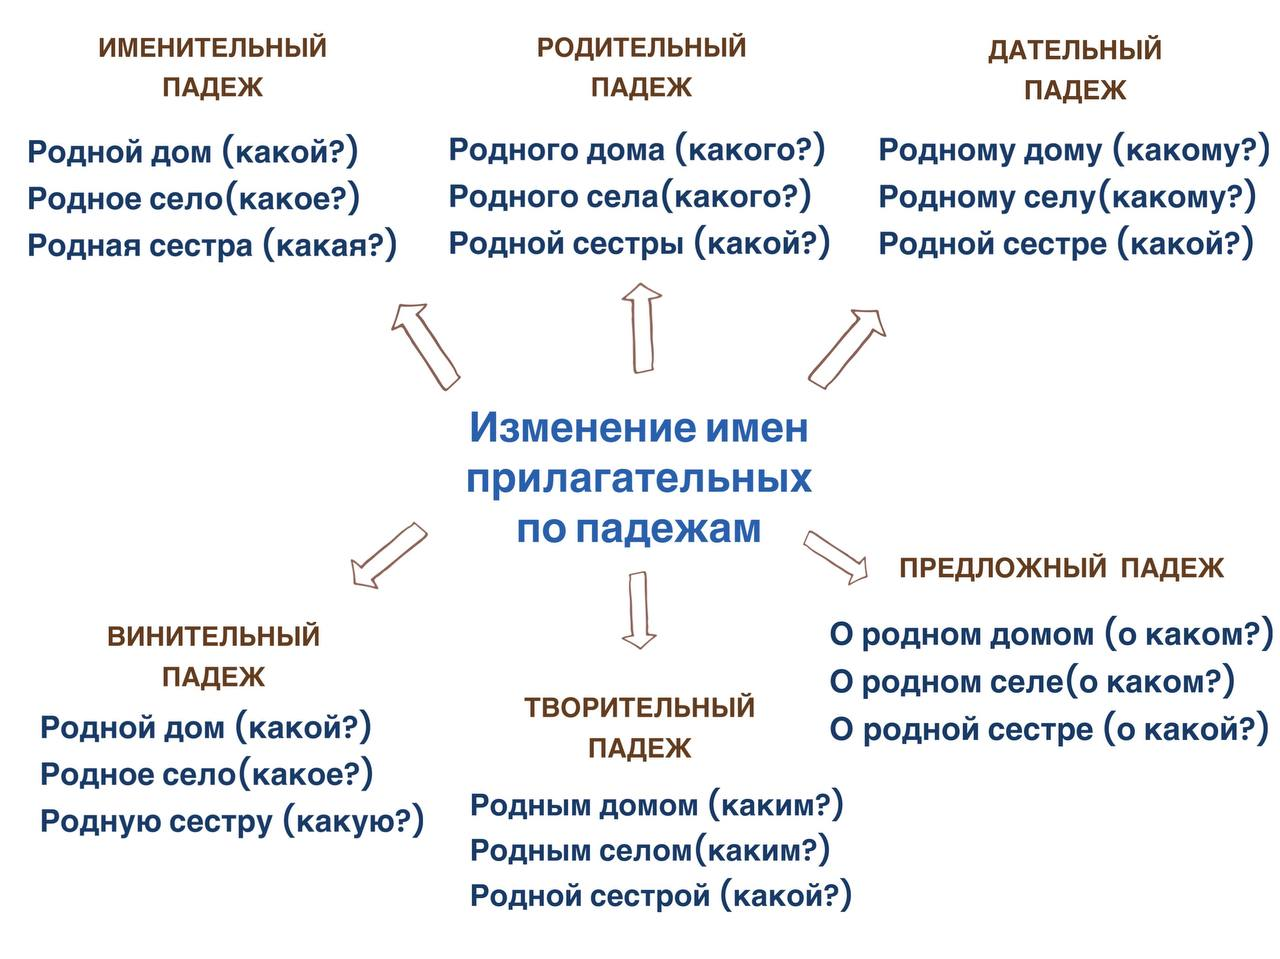 ИМЕНИТЕЛЬНЫЙ
ПАДЕЖ
Родной дом (какой?)
Родное село(какое?)
Родная сестра (какая?)
РОДИТЕЛЬНЫЙ
ПАДЕЖ
Родного дома (какого?)
Родного села(какого?)
Родной сестры (какой?)
ДАТЕЛЬНЫЙ
ПАДЕЖ
Родному дому (какому?)
Родному селу(какому?)
Родной сестре (какой?)
Изменение имен
прилагательных
по падежам
ВИНИТЕЛЬНЫЙ
ПАДЕЖ
Родной дом (какой?)
Родное село(какое?)
Родную сестру (какую?)
ТВОРИТЕЛЬНЫЙ
ПАДЕЖ
Родным домом (каким?)
Родным селом(каким?)
Родной сестрой (какой?)
ПРЕДЛОЖНЫЙ ПАДЕЖ
О родном домом (о каком?)
О родном селе(о каком?)
О родной сестре (о какой?)